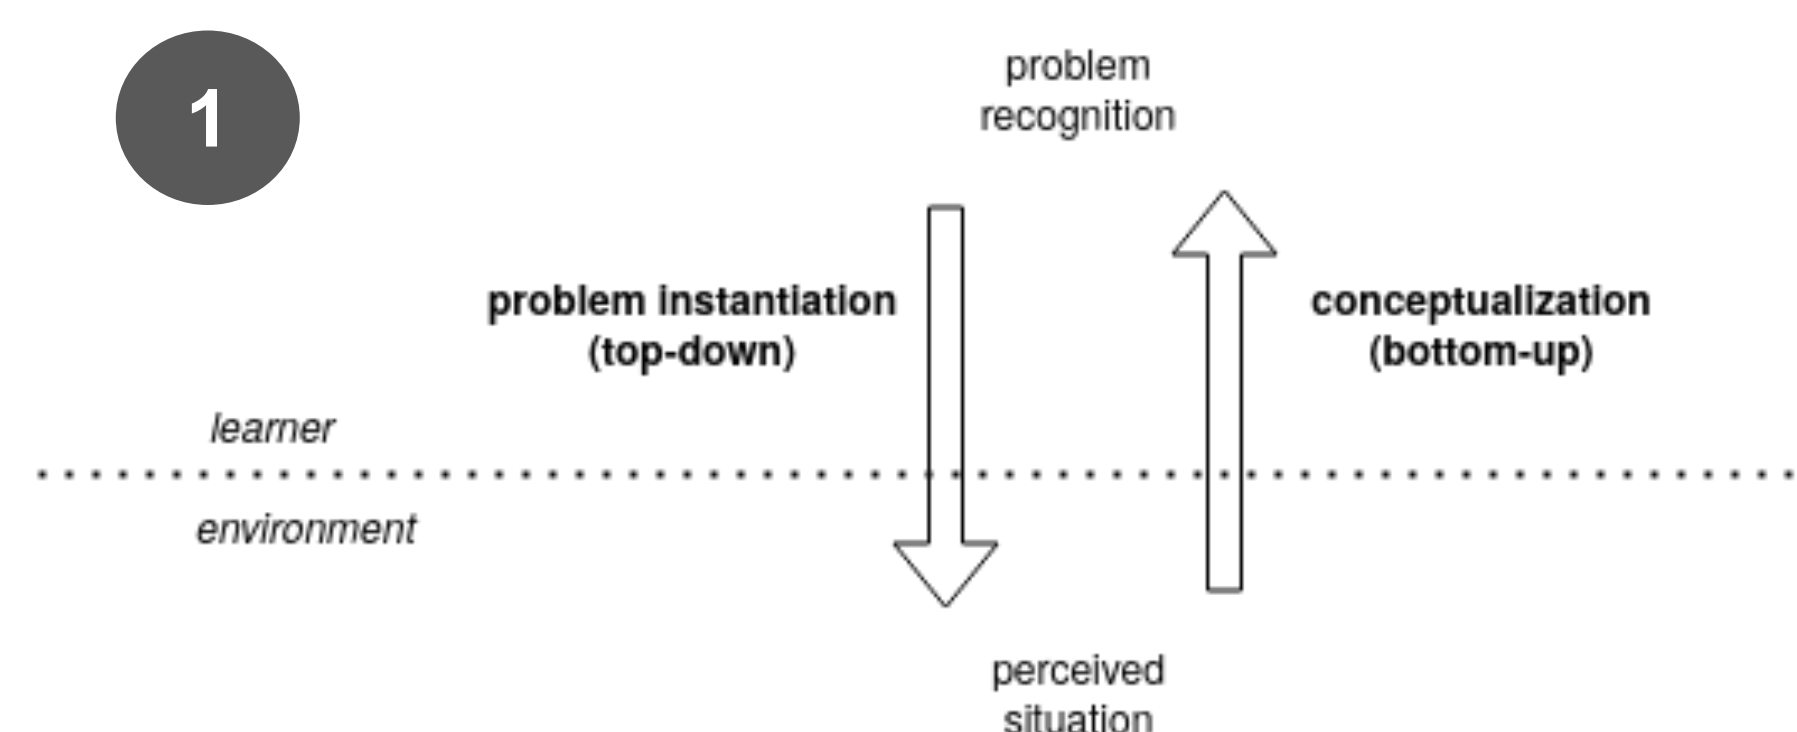 1
problem
recognition
problem instantiation
(top-down)
conceptualization
(bottom-up)
learner
environment
perceived
situation